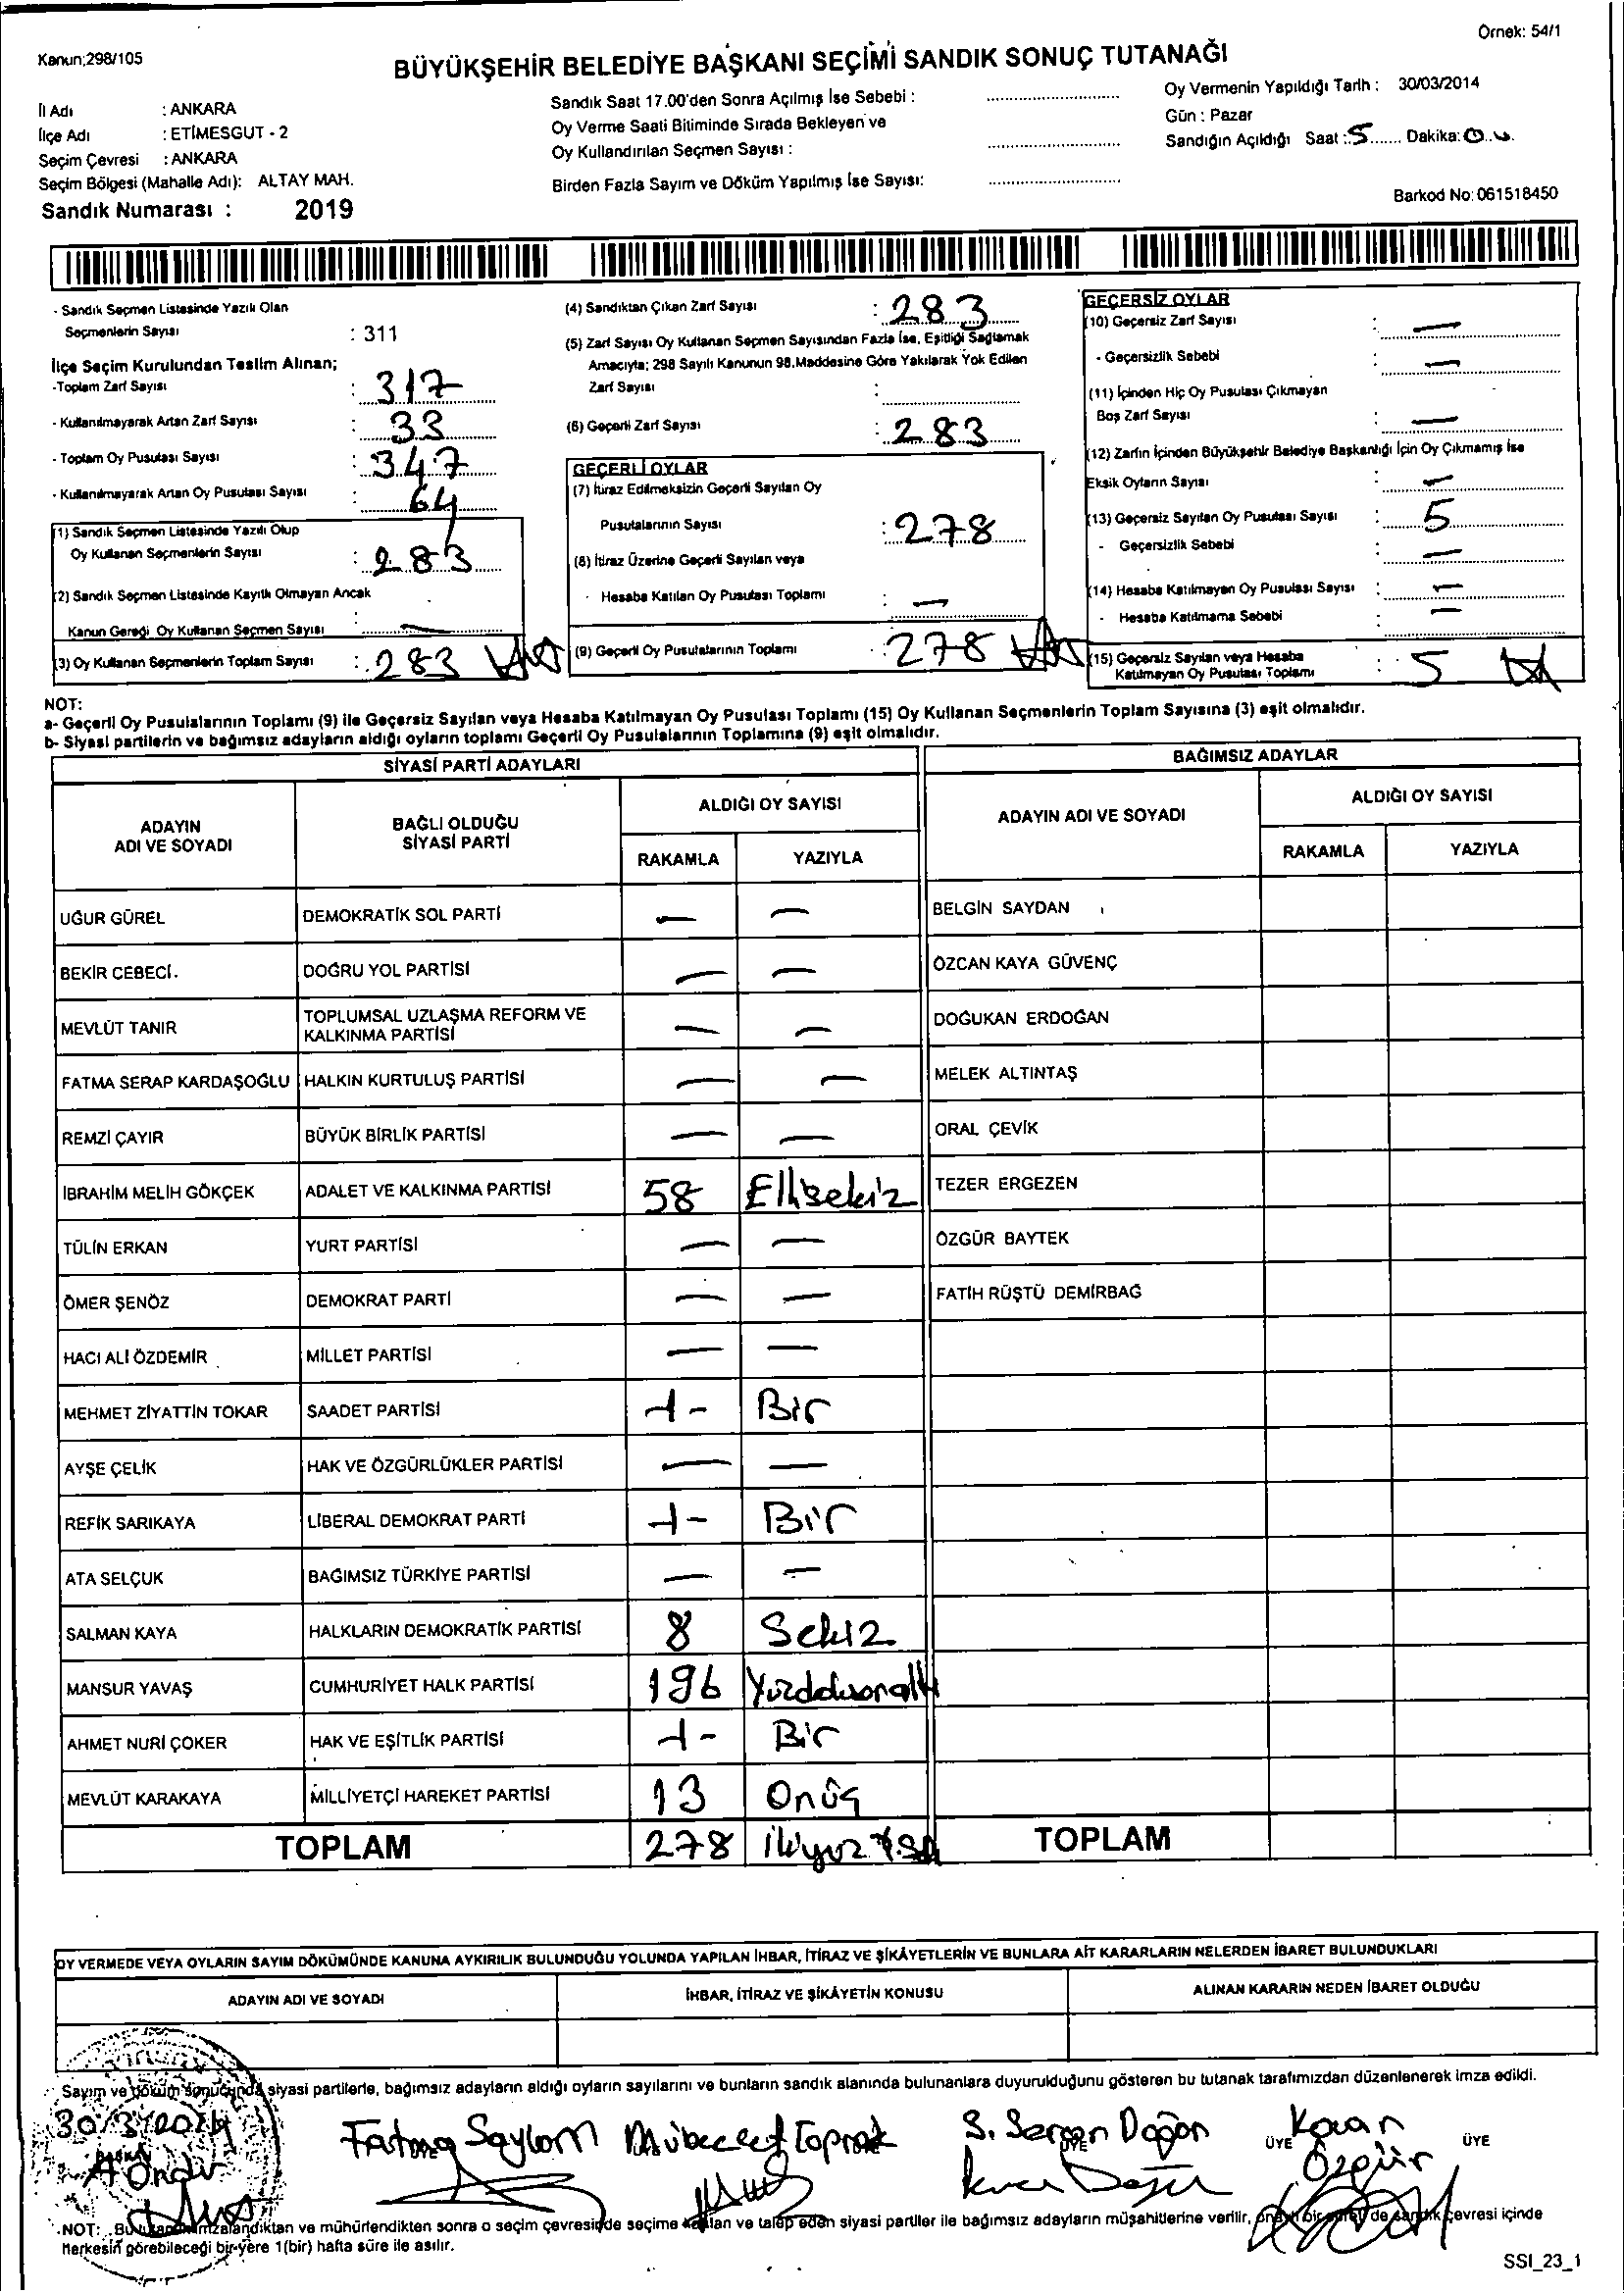 Örnek: 54/1
Kanun;298/105
BÜYÜKŞEHİR BELEDİYE BAŞKANI SEÇİMİ SANDIK SONUÇ TUTANAĞI
İl Adı : ANKARA
İlçe Adı : ETİMESGUT - 2
Seçim Çevresi : ANKARA
Seçim Bölgesi (Mahalle Adı): ALTAY MAH.
Sandık Numarası : 2019
Sandık Saat 17.00'den Sonra Açılmış İse Sebebi :
Oy Verme Saati Bitiminde Sırada Bekleyen ve
Oy Kullandırılan Seçmen Sayısı :
Birden Fazla Sayım ve Döküm Yapılmış İse Sayısı:
Oy Vermenin Yapıldığı Tarih : 30/03/2014
Gün : Pazar
Sandığın Açıldığı Saat : 5 Dakika:
Barkod No: 061518450
- Sandık Seçmen Listesinde Yazılı Olan
Seçmenlerin Sayısı : 311
İlçe Seçim Kurulundan Teslim Alınan;
-Toplam Zarf Sayısı : 317
- Kullanılmayarak Artan Zarf Sayısı : 33
- Toplam Oy Pusulası Sayısı : 347
- Kullanılmayarak Artan Oy Pusulası Sayısı : 64
(1) Sandık Seçmen Listesinde Yazılı Olup
Oy Kullanan Seçmenlerin Sayısı : 283
(2) Sandık Seçmen Listesinde Kayıtlı Olmayan Ancak
Kanun Gereği Oy Kullanan Seçmen Sayısı : —
(3) Oy Kullanan Seçmenlerin Toplam Sayısı : 283
(4) Sandıktan Çıkan Zarf Sayısı : 283
(5) Zarf Sayısı Oy Kullanan Seçmen Sayısından Fazla İse, Eşitliği Sağlamak
Amacıyla; 298 Sayılı Kanunun 98.Maddesine Göre Yakılarak Yok Edilen
Zarf Sayısı :
(6) Geçerli Zarf Sayısı : 283
GEÇERLİ OYLAR
(7) İtiraz Edilmeksizin Geçerli Sayılan Oy
Pusulalarının Sayısı : 278
(8) İtiraz Üzerine Geçerli Sayılan veya
- Hesaba Katılan Oy Pusulası Toplamı : —
(9) Geçerli Oy Pusulalarının Toplamı : 278
GEÇERSİZ OYLAR
(10) Geçersiz Zarf Sayısı : —
- Geçersizlik Sebebi : —
(11) İçinden Hiç Oy Pusulası Çıkmayan
Boş Zarf Sayısı : —
(12) Zarfın İçinden Büyükşehir Belediye Başkanlığı İçin Oy Çıkmamış İse
Eksik Oyların Sayısı : —
(13) Geçersiz Sayılan Oy Pusulası Sayısı : 5
- Geçersizlik Sebebi : —
(14) Hesaba Katılmayan Oy Pusulası Sayısı : —
- Hesaba Katılmama Sebebi : —
(15) Geçersiz Sayılan veya Hesaba
Katılmayan Oy Pusulası Toplamı : 5
NOT:
a- Geçerli Oy Pusulalarının Toplamı (9) ile Geçersiz Sayılan veya Hesaba Katılmayan Oy Pusulası Toplamı (15) Oy Kullanan Seçmenlerin Toplam Sayısına (3) eşit olmalıdır.
b- Siyasi partilerin ve bağımsız adayların aldığı oyların toplamı Geçerli Oy Pusulalarının Toplamına (9) eşit olmalıdır.
SİYASİ PARTİ ADAYLARI BAĞIMSIZ ADAYLAR
ADAYIN ADI VE SOYADI BAĞLI OLDUĞU SİYASİ PARTİ ALDIĞI OY SAYISI ADAYIN ADI VE SOYADI ALDIĞI OY SAYISI
RAKAMLA YAZIYLA RAKAMLA YAZIYLA
UĞUR GÜREL DEMOKRATİK SOL PARTİ — — BELGİN SAYDAN
BEKİR CEBECİ. DOĞRU YOL PARTİSİ — — ÖZCAN KAYA GÜVENÇ
MEVLÜT TANIR TOPLUMSAL UZLAŞMA REFORM VE KALKINMA PARTİSİ — — DOĞUKAN ERDOĞAN
FATMA SERAP KARDAŞOĞLU HALKIN KURTULUŞ PARTİSİ — — MELEK ALTINTAŞ
REMZİ ÇAYIR BÜYÜK BİRLİK PARTİSİ — — ORAL ÇEVİK
İBRAHİM MELİH GÖKÇEK ADALET VE KALKINMA PARTİSİ 58 Ellisekiz TEZER ERGEZEN
TÜLİN ERKAN YURT PARTİSİ — — ÖZGÜR BAYTEK
ÖMER ŞENÖZ DEMOKRAT PARTİ — — FATİH RÜŞTÜ DEMİRBAĞ
HACI ALİ ÖZDEMİR MİLLET PARTİSİ — —
MEHMET ZİYATTİN TOKAR SAADET PARTİSİ -1- Bir
AYŞE ÇELİK HAK VE ÖZGÜRLÜKLER PARTİSİ — —
REFİK SARIKAYA LİBERAL DEMOKRAT PARTİ -1- Bir
ATA SELÇUK BAĞIMSIZ TÜRKİYE PARTİSİ — —
SALMAN KAYA HALKLARIN DEMOKRATİK PARTİSİ 8 Sekiz
MANSUR YAVAŞ CUMHURİYET HALK PARTİSİ 196 Yüzdoksanaltı
AHMET NURİ ÇOKER HAK VE EŞİTLİK PARTİSİ -1- Bir
MEVLÜT KARAKAYA MİLLİYETÇİ HAREKET PARTİSİ 13 Onüç
TOPLAM 278 ikiyüz TOPLAM
OY VERMEDE VEYA OYLARIN SAYIM DÖKÜMÜNDE KANUNA AYKIRILIK BULUNDUĞU YOLUNDA YAPILAN İHBAR, İTİRAZ VE ŞİKÂYETLERİN VE BUNLARA AİT KARARLARIN NELERDEN İBARET BULUNDUKLARI
ADAYIN ADI VE SOYADI İHBAR, İTİRAZ VE ŞİKÂYETİN KONUSU ALINAN KARARIN NEDEN İBARET OLDUĞU
Sayım ve döküm sonucunda siyasi partilerle, bağımsız adayların aldığı oyların sayılarını ve bunların sandık alanında bulunanlara duyurulduğunu gösteren bu tutanak tarafımızdan düzenlenerek imza edildi.
30/3/2014 Fatma Saylam Mübeccel Toprak S. Sercan Doğan Kaan Özgür
BAŞKAN ÜYE ÜYE ÜYE
NOT: Bu tutanak imzalandıktan ve mühürlendikten sonra o seçim çevresinde seçime katılan ve talep eden siyasi partiler ile bağımsız adayların müşahitlerine verilir, onaylı bir sureti de sandık çevresi içinde
herkesin görebileceği bir yere 1(bir) hafta süre ile asılır.
SSI_23_1